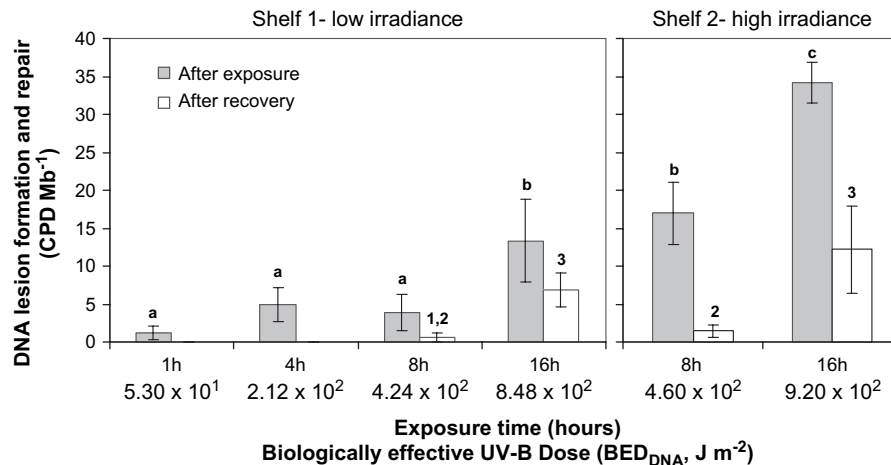 Shelf 1- low irradiance
Shelf 2- high irradiance
DNA lesion formation and repair
(CPD Mb⁻¹)
40
35
30
25
20
15
10
5
0
After exposure
After recovery
a
a
a
1,2
b
3
b
2
c
3
1h 4h 8h 16h 8h 16h
5.30 x 10¹ 2.12 x 10² 4.24 x 10² 8.48 x 10² 4.60 x 10² 9.20 x 10²
Exposure time (hours)
Biologically effective UV-B Dose (BED_DNA, J m⁻²)